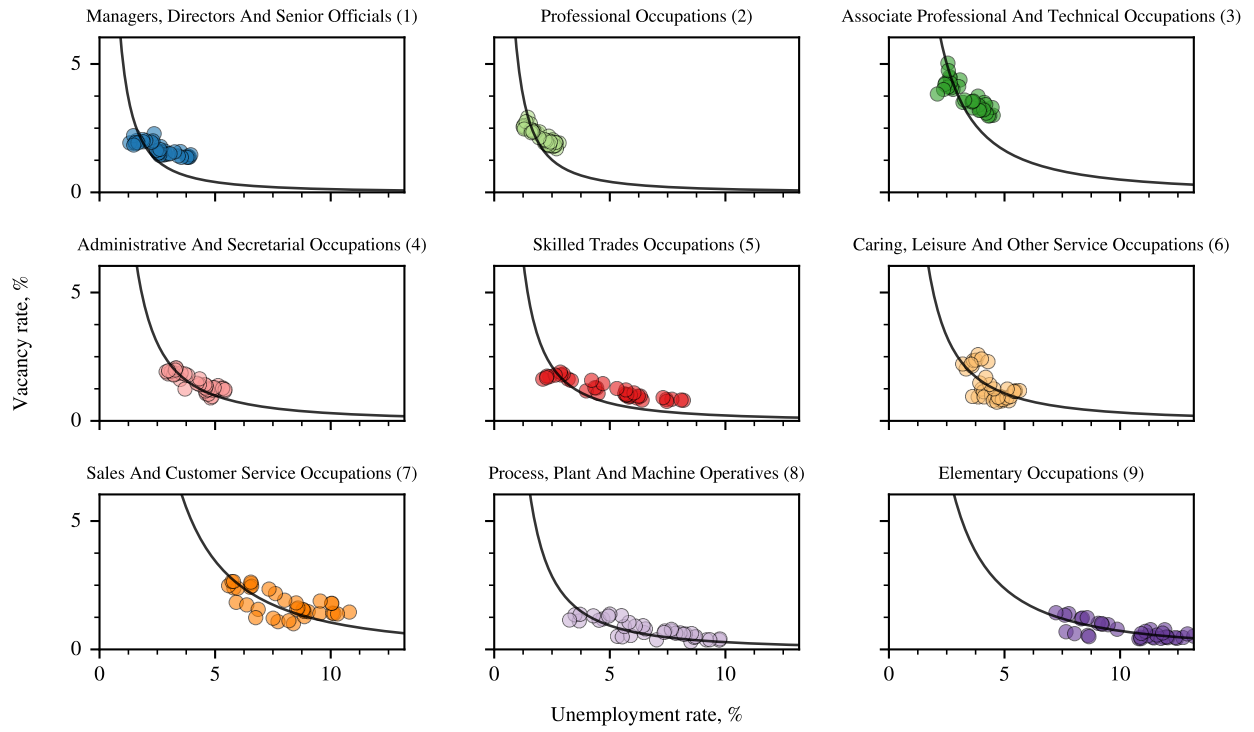 Managers, Directors And Senior Officials (1)
Professional Occupations (2)
Associate Professional And Technical Occupations (3)
5
0
Administrative And Secretarial Occupations (4)
Skilled Trades Occupations (5)
Caring, Leisure And Other Service Occupations (6)
5
0
Vacancy rate, %
Sales And Customer Service Occupations (7)
Process, Plant And Machine Operatives (8)
Elementary Occupations (9)
5
0
0 5 10
0 5 10
0 5 10
Unemployment rate, %